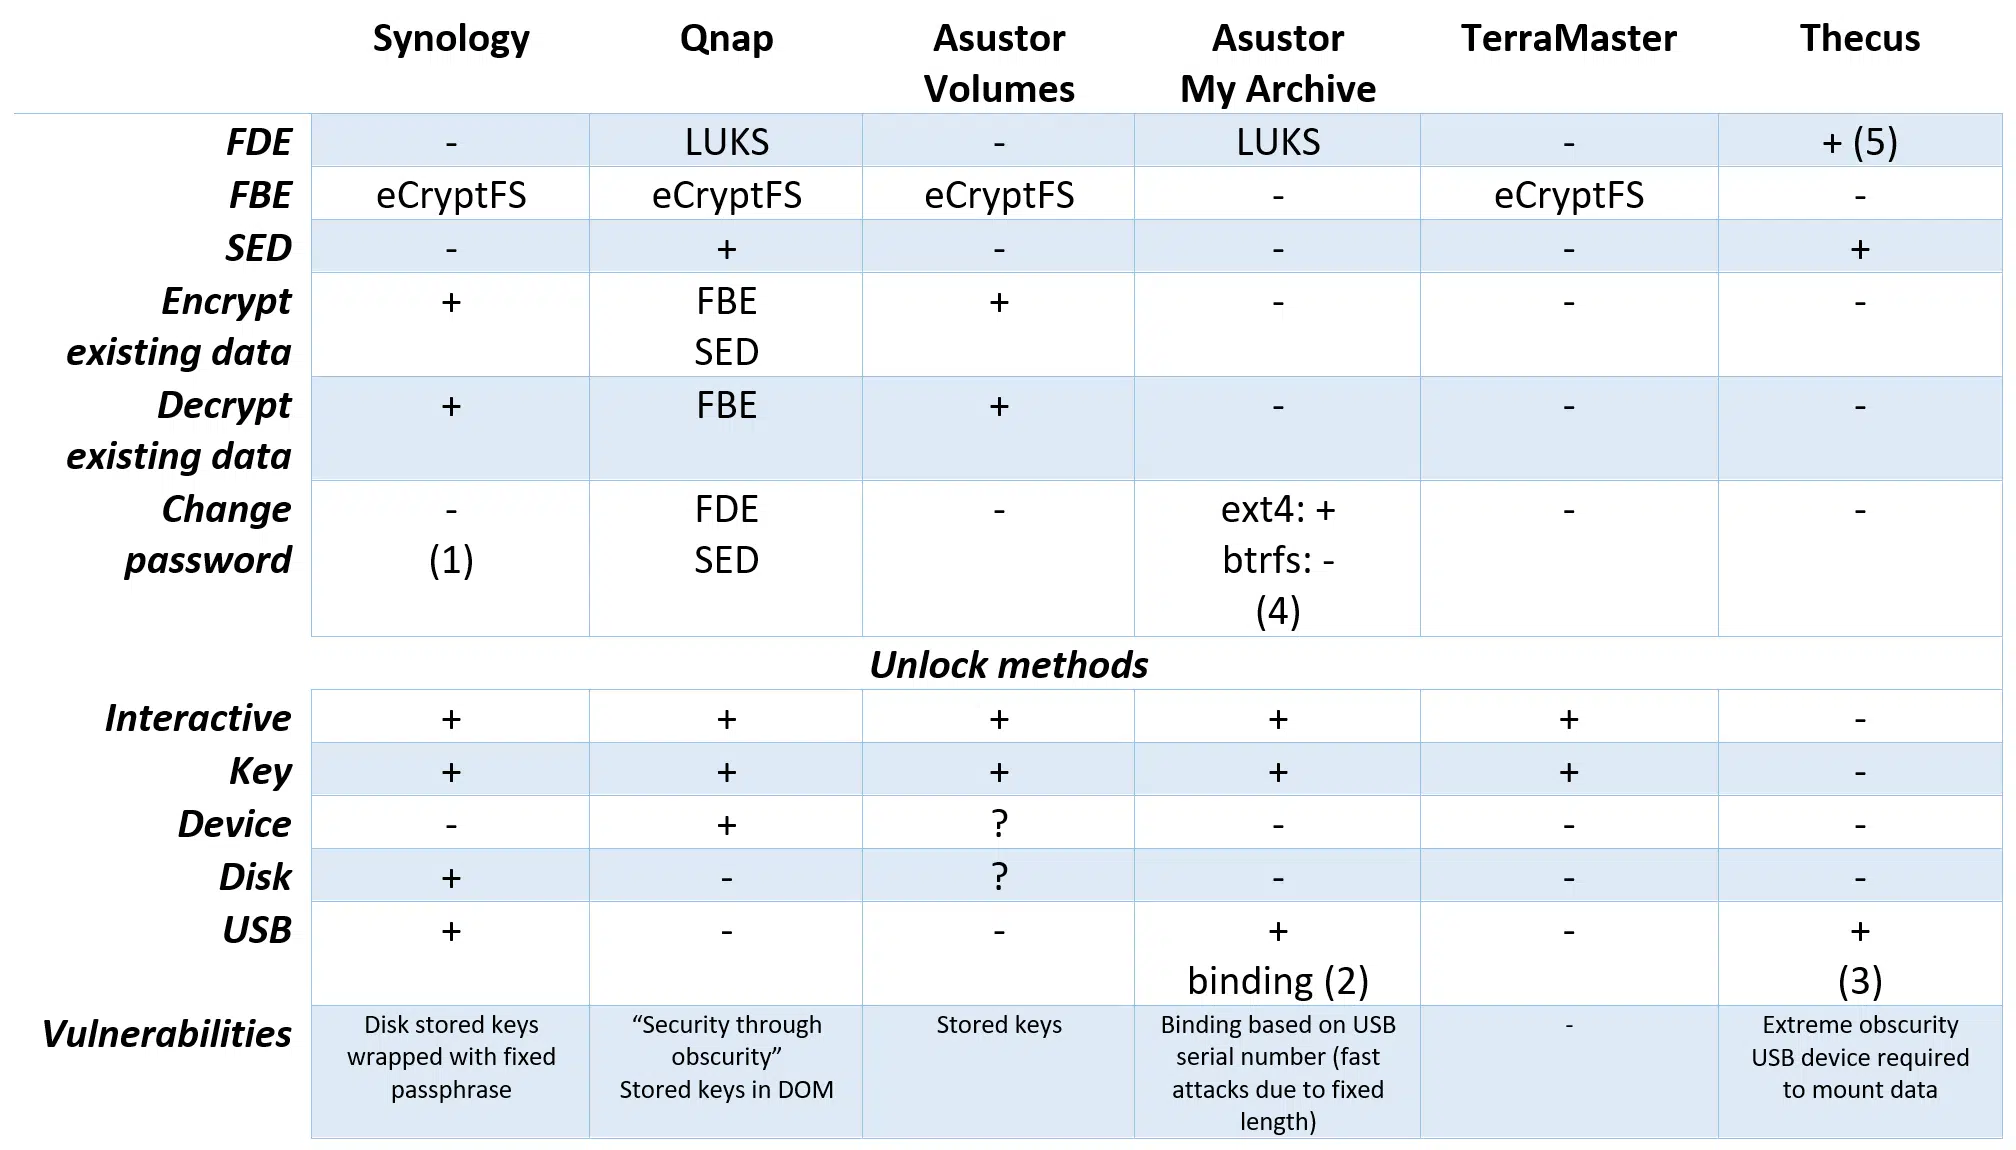 Synology Qnap Asustor Asustor TerraMaster Thecus
Volumes My Archive
FDE - LUKS - LUKS - + (5)
FBE eCryptFS eCryptFS eCryptFS - eCryptFS -
SED - + - - - +
Encrypt + FBE + - - -
existing data SED
Decrypt + FBE + - - -
existing data
Change - FDE - ext4: + - -
password (1) SED btrfs: -
(4)
Unlock methods
Interactive + + + + + -
Key + + + + + -
Device - + ? - - -
Disk + - ? - - -
USB + - - + - +
binding (2) (3)
Vulnerabilities Disk stored keys “Security through Stored keys Binding based on USB - Extreme obscurity
wrapped with fixed obscurity” serial number (fast USB device required
passphrase Stored keys in DOM attacks due to fixed to mount data
length)